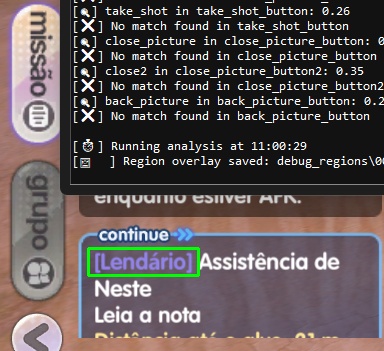 [🔍] take_shot in take_shot_button: 0.26
[❌] No match found in take_shot_button
[🔍] close_picture in close_picture_button: 0
[❌] No match found in close_picture_button
[🔍] close2 in close_picture_button2: 0.35
[❌] No match found in close_picture_button2
[🔍] back_picture in back_picture_button: 0.2
[❌] No match found in back_picture_button
[⏱] Running analysis at 11:00:29
[🖼 ] Region overlay saved: debug_regions\0
missão
grupo
enquanto estiver AFK.
continue
[Lendário] Assistência de
Neste
Leia a nota